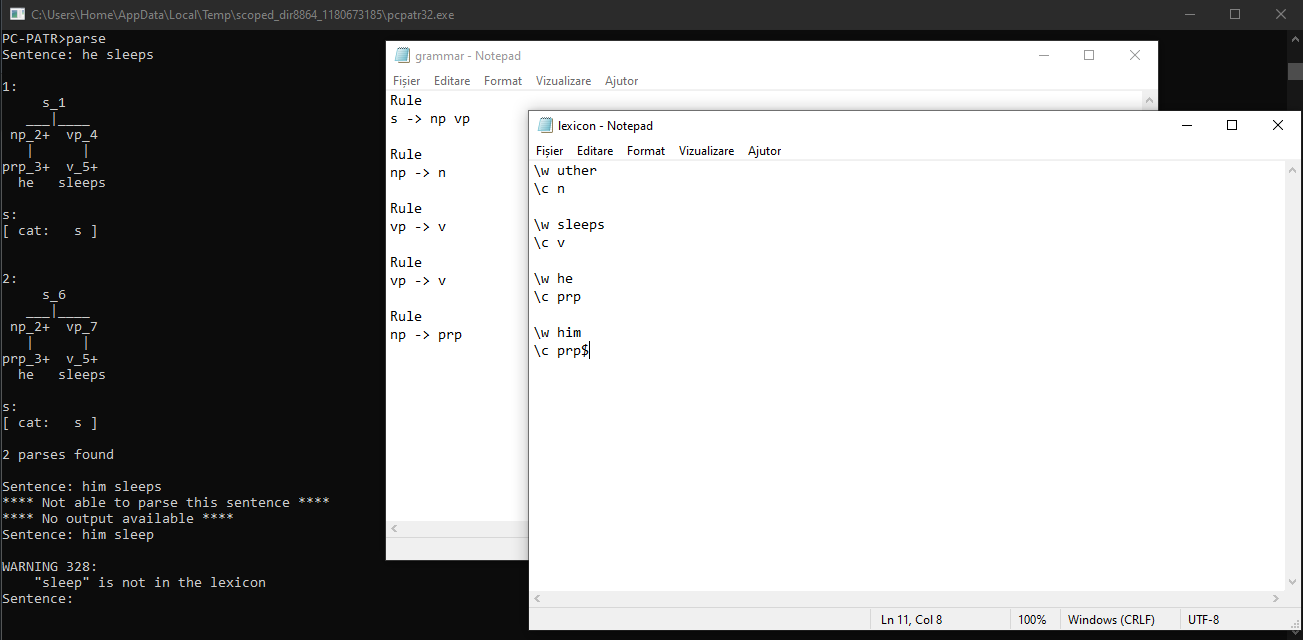 C:\Users\Home\AppData\Local\Temp\scoped_dir8864_1180673185\pcpatr32.exe
PC-PATR>parse
Sentence: he sleeps
1:
s_1
___|____
np_2+ vp_4
| |
prp_3+ v_5+
he sleeps
s:
[ cat: s ]
2:
s_6
___|____
np_2+ vp_7
| |
prp_3+ v_5+
he sleeps
s:
[ cat: s ]
2 parses found
Sentence: him sleeps
**** Not able to parse this sentence ****
**** No output available ****
Sentence: him sleep
WARNING 328:
"sleep" is not in the lexicon
Sentence:
grammar - Notepad
Fișier Editare Format Vizualizare Ajutor
Rule
s -> np vp
Rule
np -> n
Rule
vp -> v
Rule
vp -> v
Rule
np -> prp
lexicon - Notepad
Fișier Editare Format Vizualizare Ajutor
\w uther
\c n
\w sleeps
\c v
\w he
\c prp
\w him
\c prp$
Ln 11, Col 8 100% Windows (CRLF) UTF-8